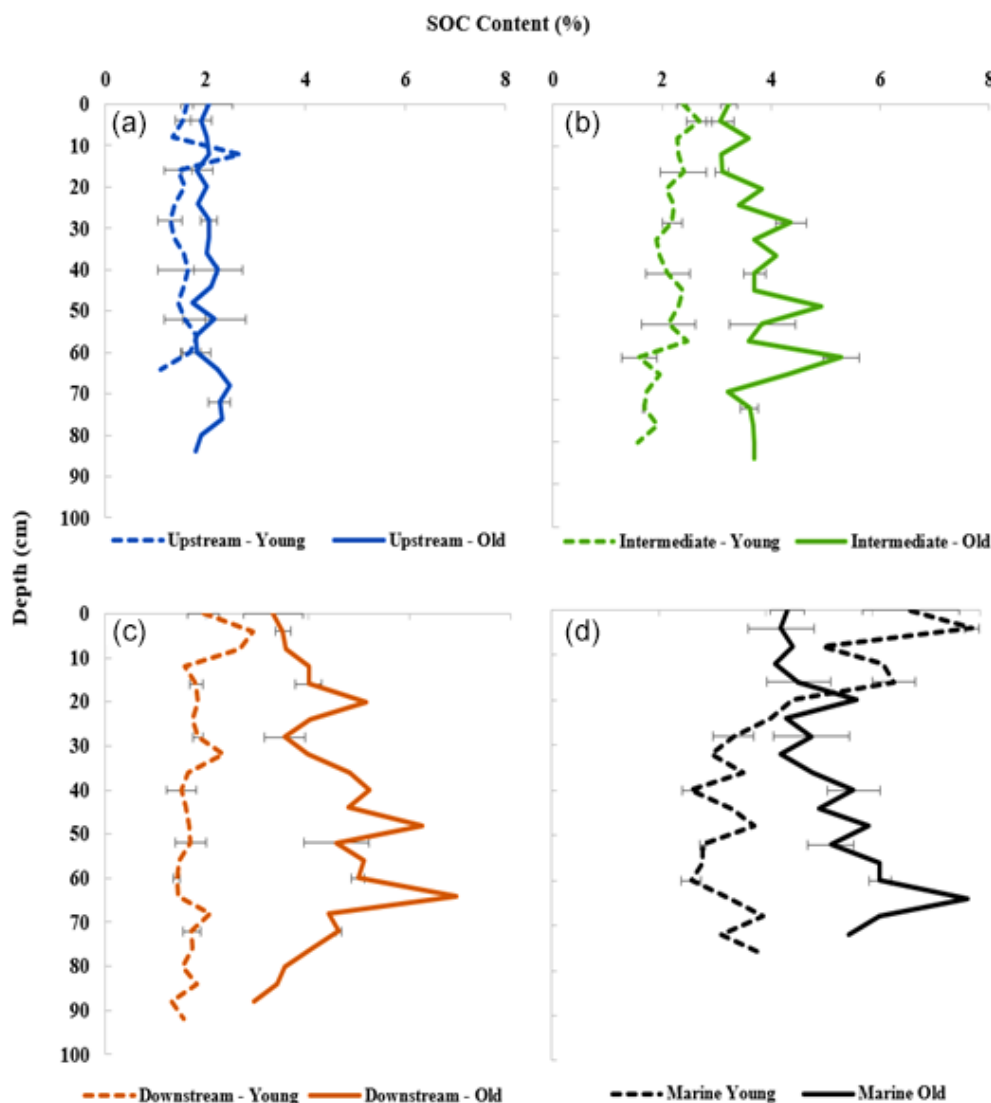 SOC Content (%)
0 2 4 6 8
2 4 6 8
0
10
20
30
40
50
60
70
80
90
100
(a)
(b)
Upstream - Young Upstream - Old
Intermediate - Young Intermediate - Old
Depth (cm)
0
10
20
30
40
50
60
70
80
90
100
(c)
(d)
Downstream - Young Downstream - Old
Marine Young Marine Old